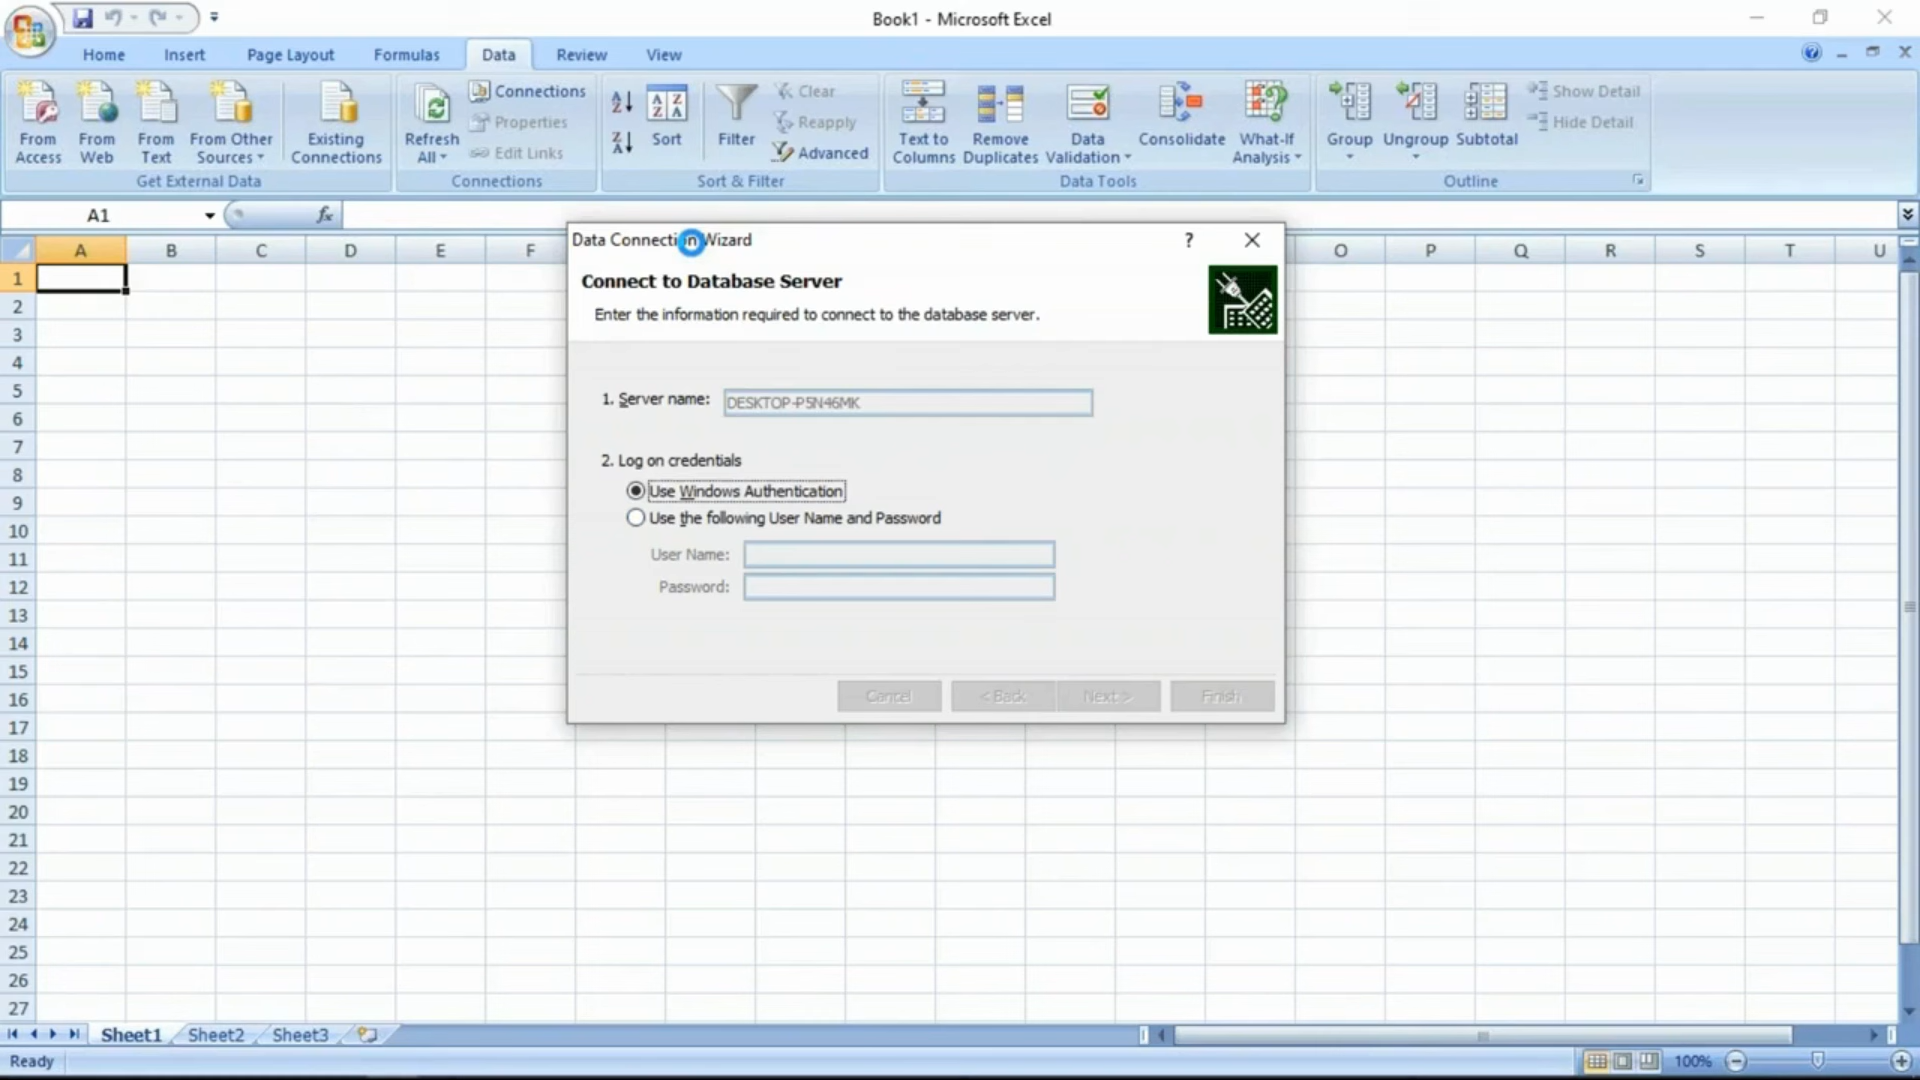 Book1 - Microsoft Excel
Home Insert Page Layout Formulas Data Review View
From Access
From Web
From Text
From Other Sources
Existing Connections
Get External Data
Refresh All
Connections
Properties
Edit Links
Connections
Sort
Filter
Clear
Reapply
Advanced
Sort & Filter
Text to Columns
Remove Duplicates
Data Validation
Consolidate
What-If Analysis
Data Tools
Group
Ungroup
Subtotal
Show Detail
Hide Detail
Outline
A1 fx
A B C D E F O P Q R S T U
1
2
3
4
5
6
7
8
9
10
11
12
13
14
15
16
17
18
19
20
21
22
23
24
25
26
27
Data Connection Wizard ?
Connect to Database Server
Enter the information required to connect to the database server.
1. Server name: DESKTOP-P5N46MK
2. Log on credentials
Use Windows Authentication
Use the following User Name and Password
User Name:
Password:
Cancel < Back Next > Finish
Sheet1 Sheet2 Sheet3
Ready 100%